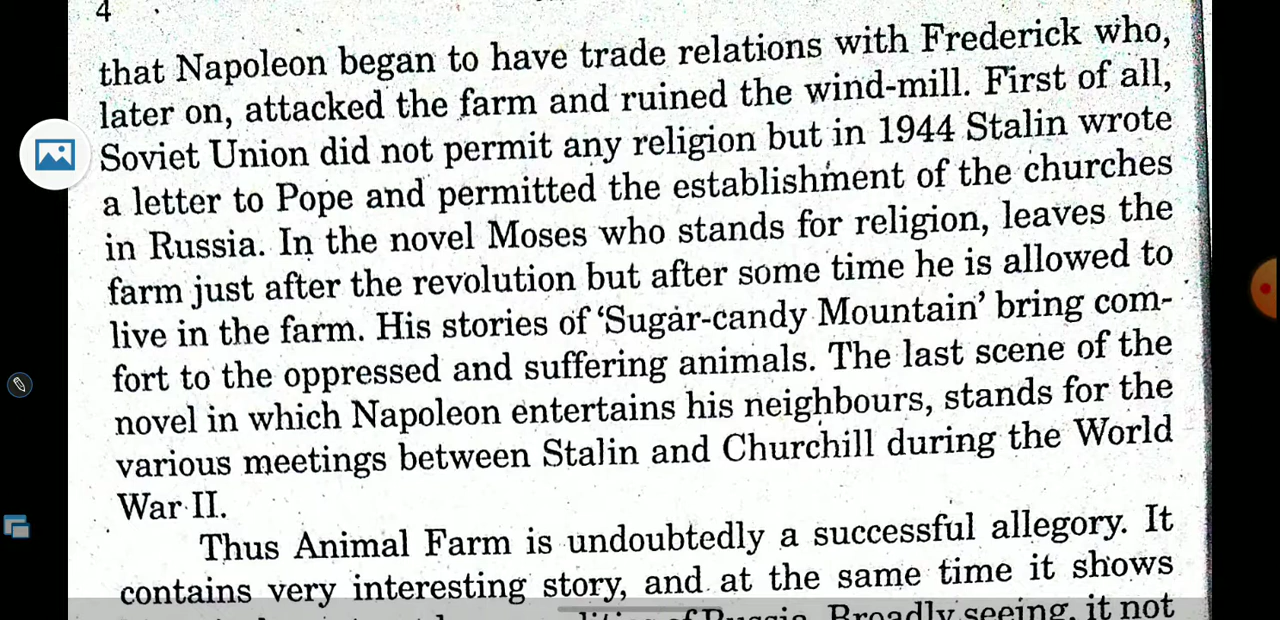 4
that Napoleon began to have trade relations with Frederick who,
later on, attacked the farm and ruined the wind-mill. First of all,
Soviet Union did not permit any religion but in 1944 Stalin wrote
a letter to Pope and permitted the establishment of the churches
in Russia. In the novel Moses who stands for religion, leaves the
farm just after the revolution but after some time he is allowed to
live in the farm. His stories of ‘Sugar-candy Mountain’ bring com-
fort to the oppressed and suffering animals. The last scene of the
novel in which Napoleon entertains his neighbours, stands for the
various meetings between Stalin and Churchill during the World
War II.
Thus Animal Farm is undoubtedly a successful allegory. It
contains very interesting story, and at the same time it shows
of Russia. Broadly seeing, it not